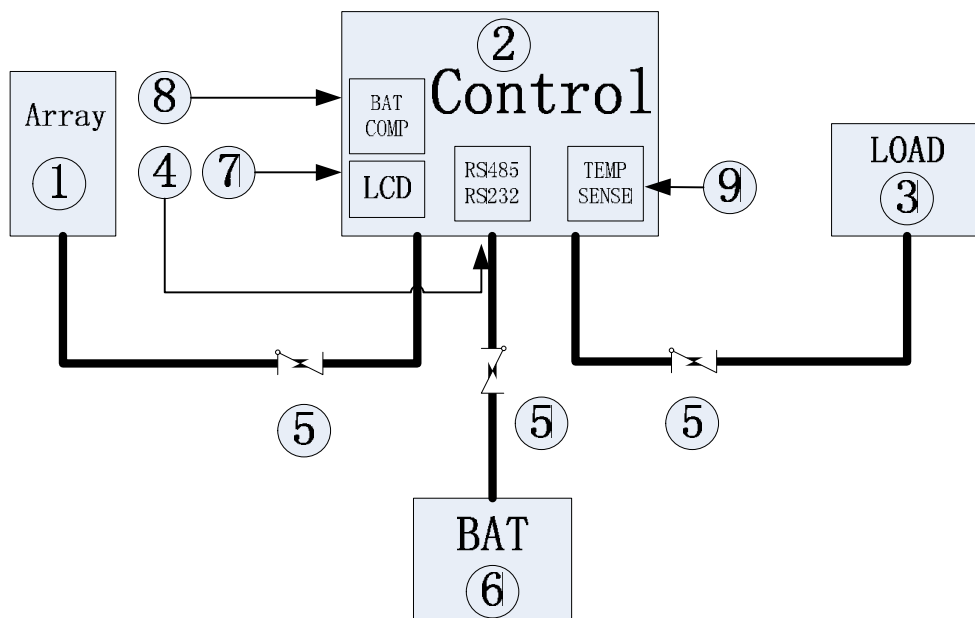 ②
Control
⑧
BAT
COMP
Array
①
④
⑦
LCD
RS485
RS232
TEMP
SENSE
⑨
LOAD
③
⑤
⑤
⑤
BAT
⑥